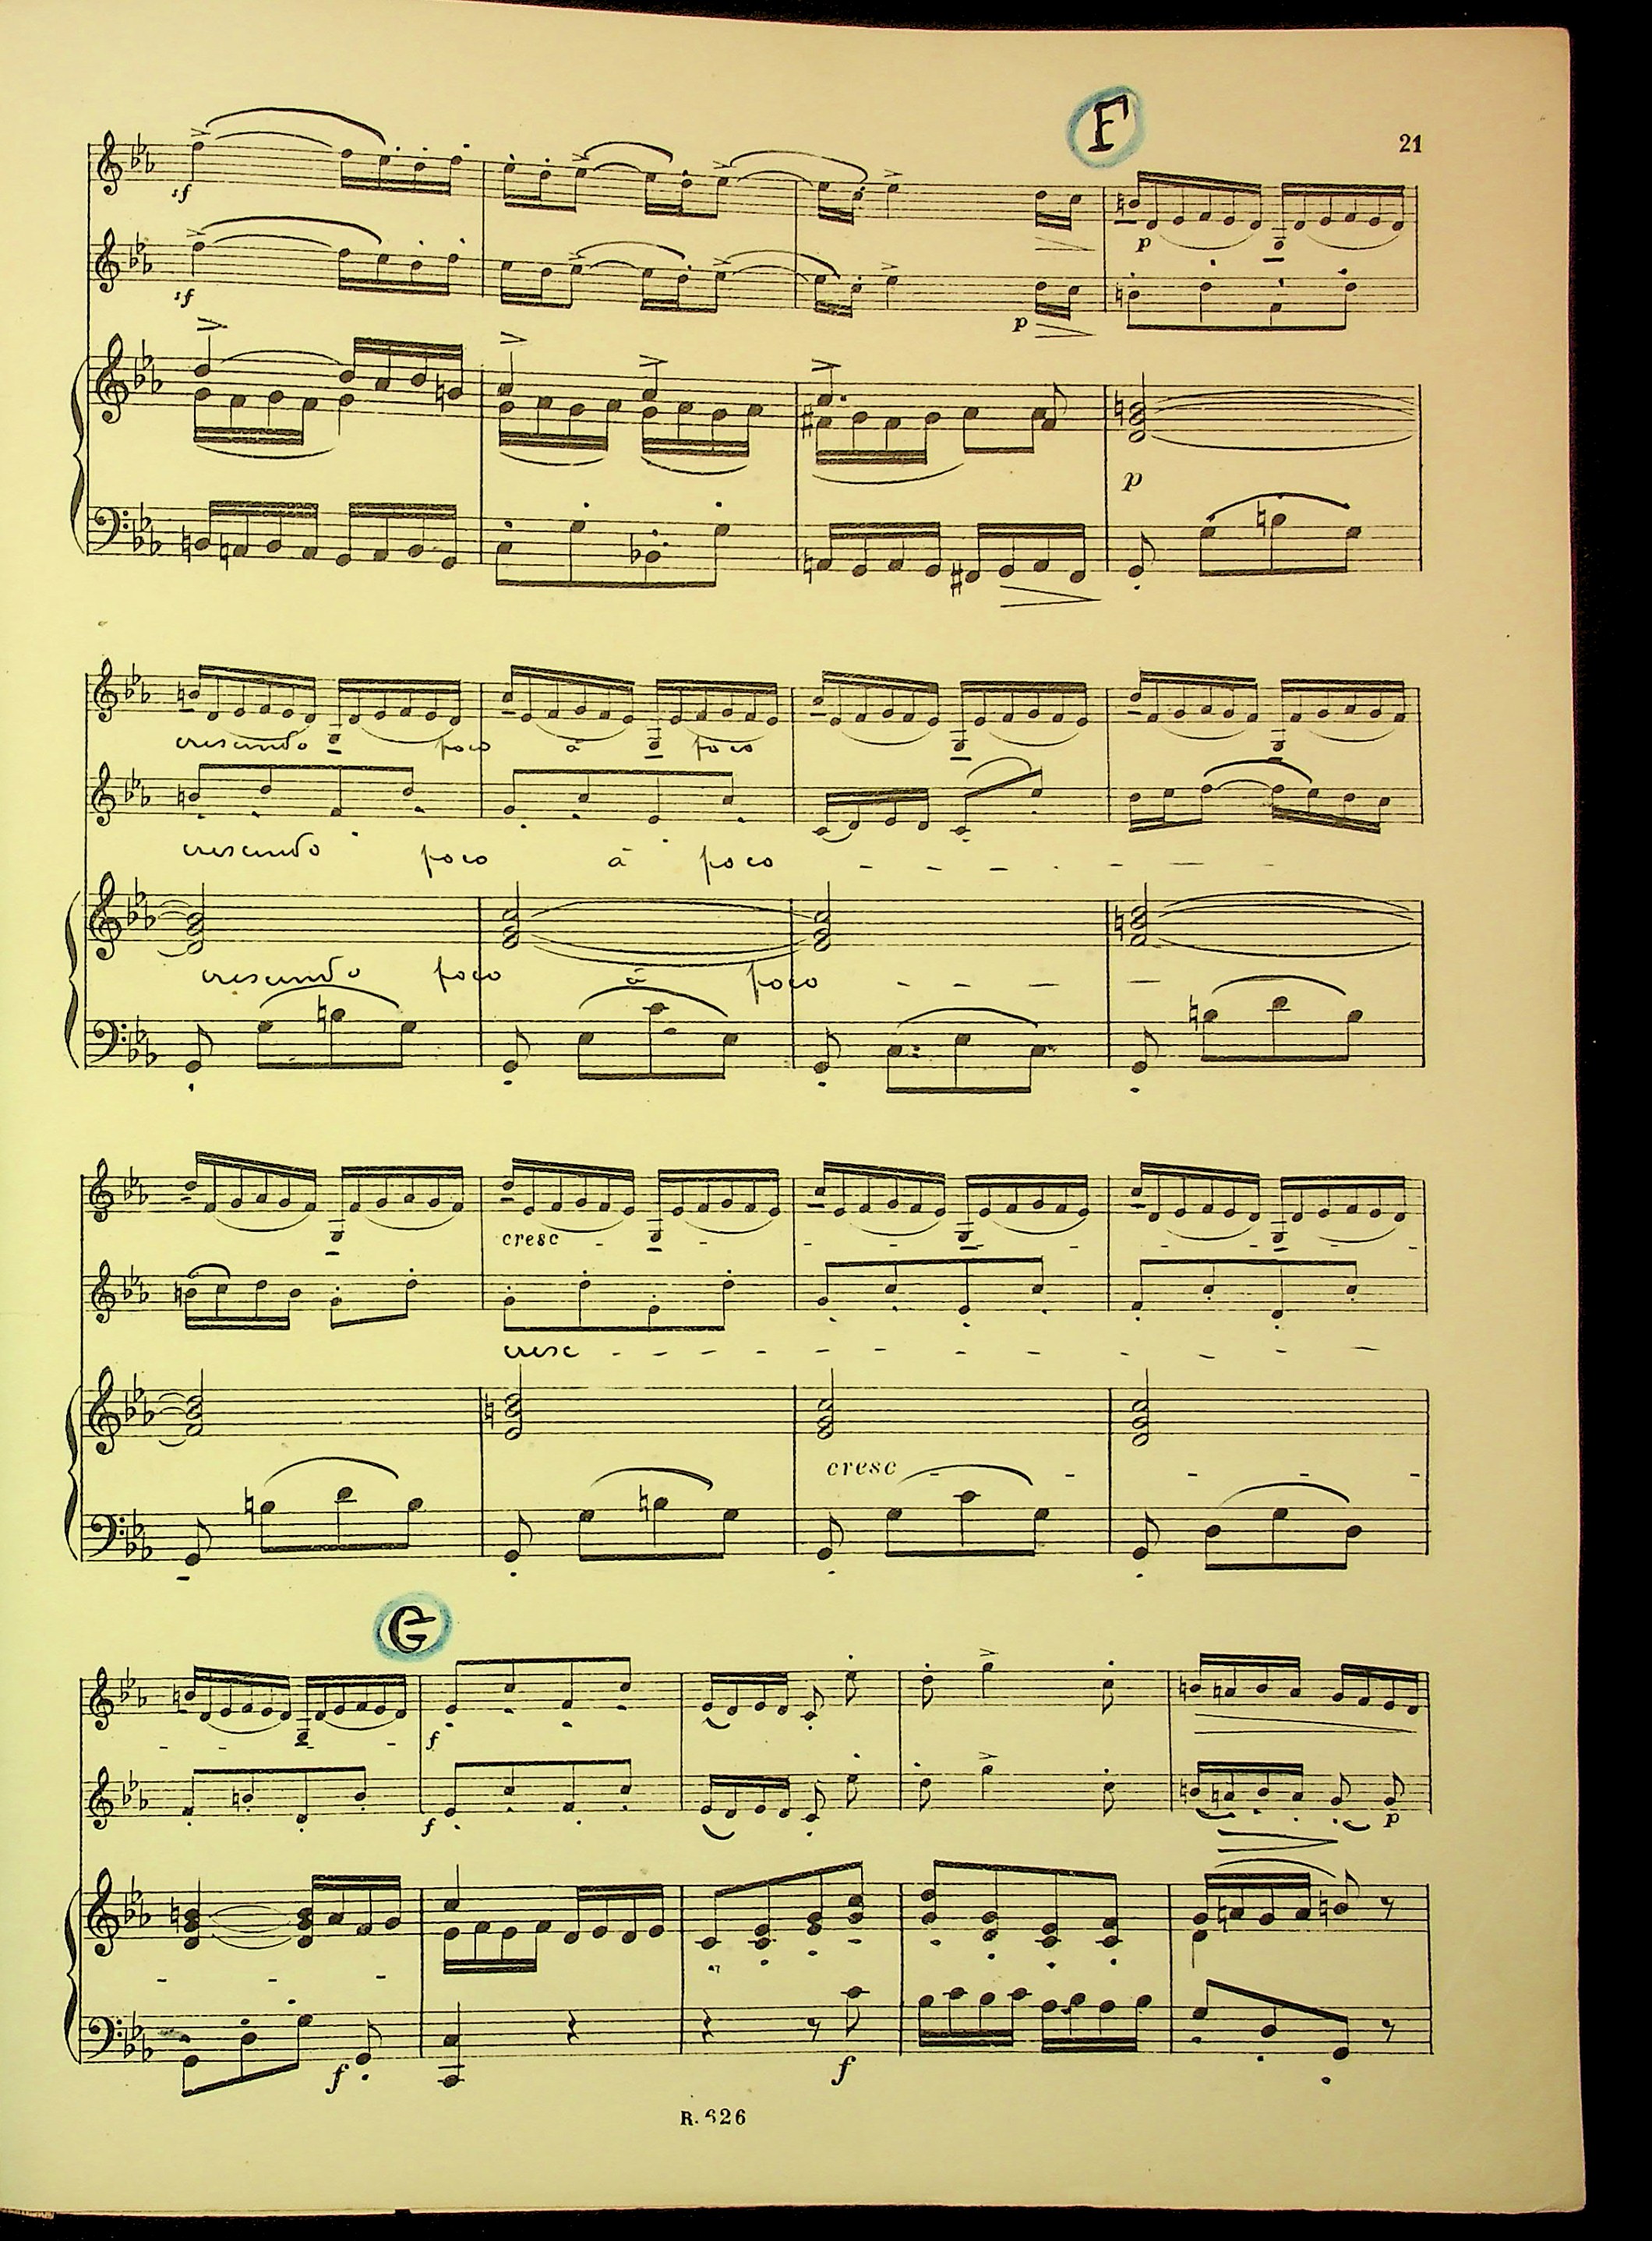 F
21
sf
sf
p
p
p
crescendo poco à poco
crescendo poco à poco - - - - - -
crescendo poco à poco - - - -
cresc - - - - - - -
cresc - - - - - - - - - - -
cresc - - - - -
G
- - - -
f
f
p
- - -
f
f
R. 626